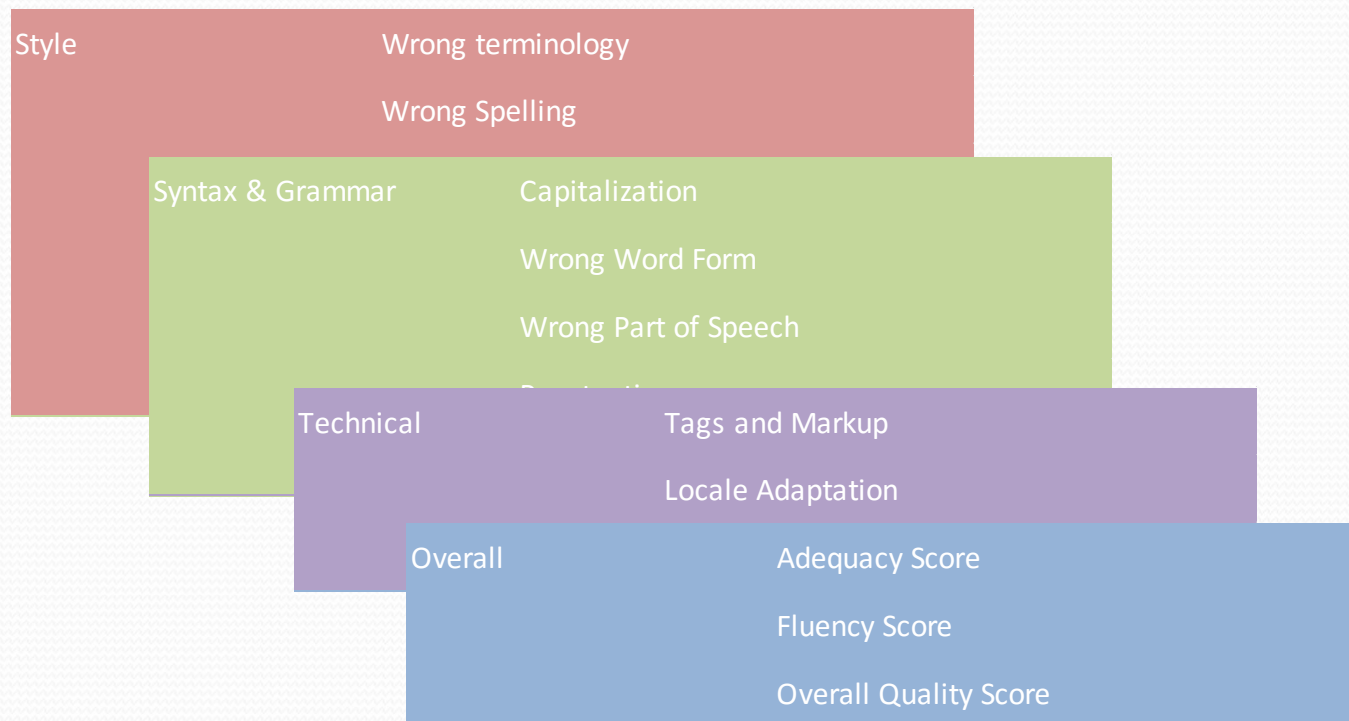 Style Wrong terminology
Wrong Spelling
Syntax & Grammar Capitalization
Wrong Word Form
Wrong Part of Speech
Technical Tags and Markup
Locale Adaptation
Overall Adequacy Score
Fluency Score
Overall Quality Score